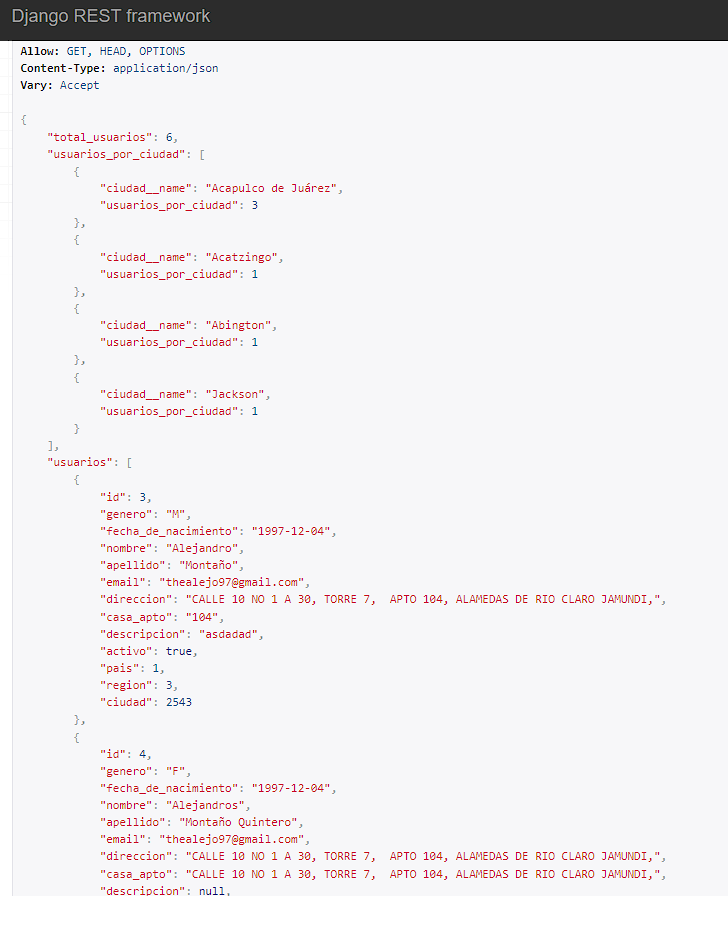 Django REST framework
Allow: GET, HEAD, OPTIONS
Content-Type: application/json
Vary: Accept
{
"total_usuarios": 6,
"usuarios_por_ciudad": [
{
"ciudad__name": "Acapulco de Juárez",
"usuarios_por_ciudad": 3
},
{
"ciudad__name": "Acatzingo",
"usuarios_por_ciudad": 1
},
{
"ciudad__name": "Abington",
"usuarios_por_ciudad": 1
},
{
"ciudad__name": "Jackson",
"usuarios_por_ciudad": 1
}
],
"usuarios": [
{
"id": 3,
"genero": "M",
"fecha_de_nacimiento": "1997-12-04",
"nombre": "Alejandro",
"apellido": "Montaño",
"email": "thealejo97@gmail.com",
"direccion": "CALLE 10 NO 1 A 30, TORRE 7,  APTO 104, ALAMEDAS DE RIO CLARO JAMUNDI,",
"casa_apto": "104",
"descripcion": "asdadad",
"activo": true,
"pais": 1,
"region": 3,
"ciudad": 2543
},
{
"id": 4,
"genero": "F",
"fecha_de_nacimiento": "1997-12-04",
"nombre": "Alejandros",
"apellido": "Montaño Quintero",
"email": "thealejo97@gmail.com",
"direccion": "CALLE 10 NO 1 A 30, TORRE 7,  APTO 104, ALAMEDAS DE RIO CLARO JAMUNDI,",
"casa_apto": "CALLE 10 NO 1 A 30, TORRE 7,  APTO 104, ALAMEDAS DE RIO CLARO JAMUNDI,",
"descripcion": null,